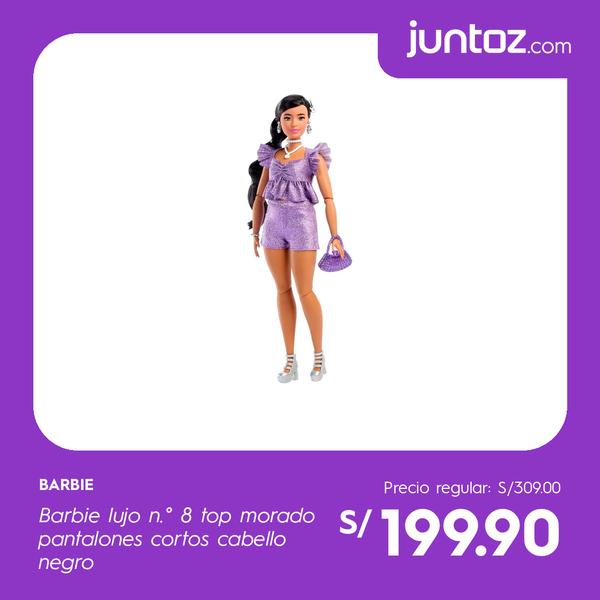 juntoz.com
BARBIE
Barbie lujo n.° 8 top morado
pantalones cortos cabello
negro
Precio regular: S/309.00
S/199.90